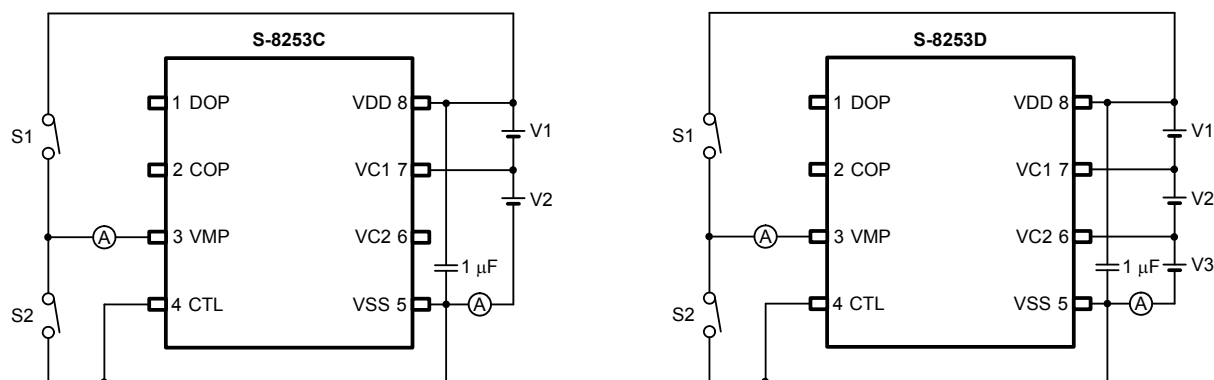 S-8253C
1 DOP
VDD 8
S1
V1
2 COP
VC1 7
V2
A
3 VMP
VC2 6
1 μF
S2
4 CTL
VSS 5
A
S-8253D
1 DOP
VDD 8
S1
V1
2 COP
VC1 7
V2
A
3 VMP
VC2 6
1 μF
V3
S2
4 CTL
VSS 5
A